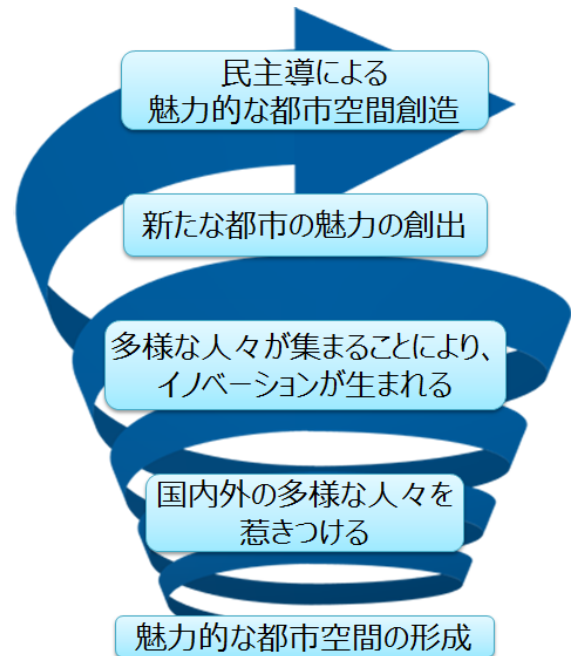 民主導による
魅力的な都市空間創造
新たな都市の魅力の創出
多様な人々が集まることにより、
イノベーションが生まれる
国内外の多様な人々を
惹きつける
魅力的な都市空間の形成